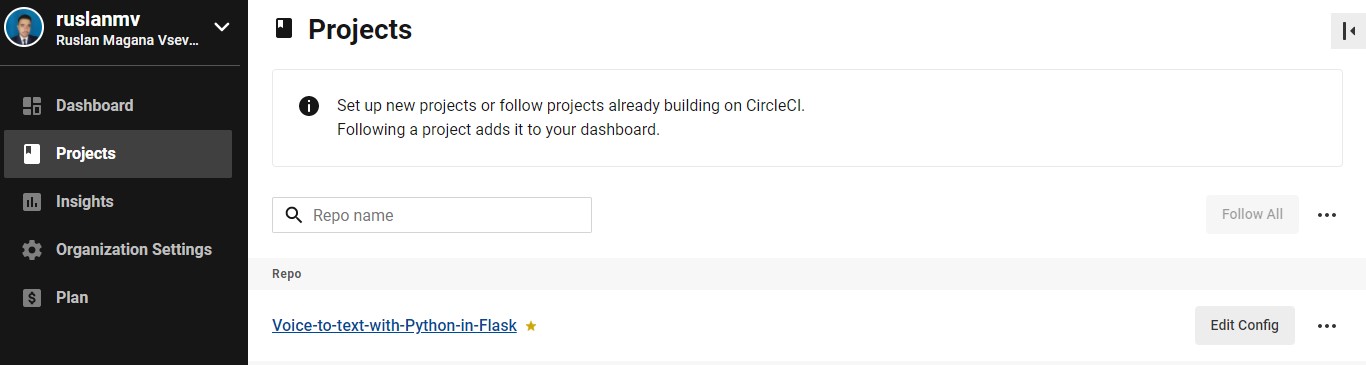 ruslanmv
Ruslan Magana Vsev...
Dashboard
Projects
Insights
Organization Settings
Plan
Projects
Set up new projects or follow projects already building on CircleCI.
Following a project adds it to your dashboard.
Repo name
Follow All
Repo
Voice-to-text-with-Python-in-Flask
Edit Config